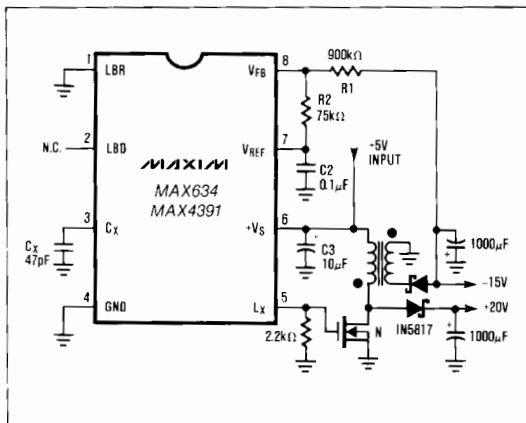 1 LBR
N.C. 2 LBD
3 CX
CX
47pF
4 GND
MAXIM
MAX634
MAX4391
8 VFB
900kΩ
R1
R2
75kΩ
7 VREF
C2
0.1µF
+5V
INPUT
6 +VS
C3
10µF
5 LX
2.2kΩ
N
IN5817
1000µF
-15V
+20V
1000µF